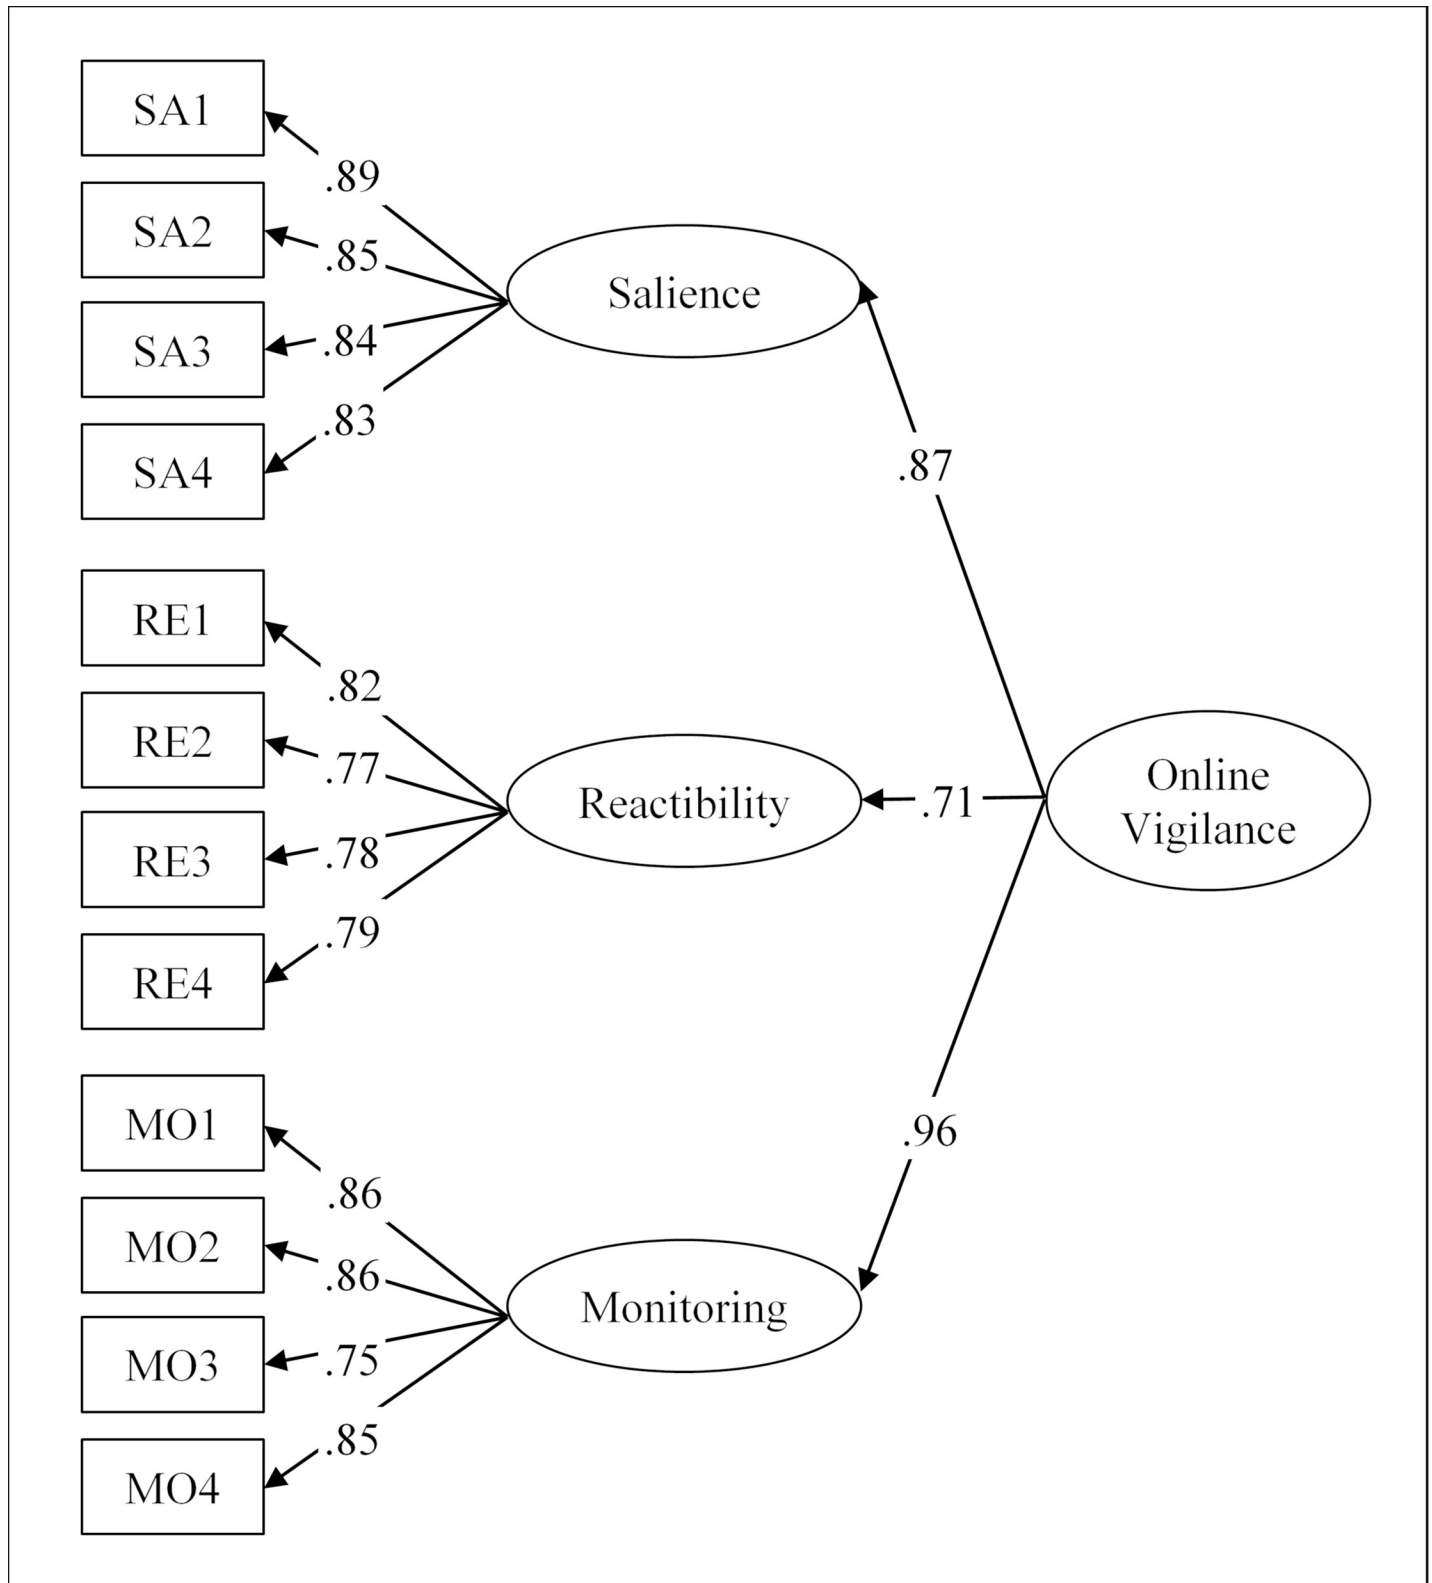 SA1
.89
SA2
.85
SA3
.84
SA4
.83
Salience
.87
RE1
.82
RE2
.77
RE3
.78
RE4
.79
Reactibility
.71
Online
Vigilance
MO1
.86
MO2
.86
MO3
.75
MO4
.85
Monitoring
.96